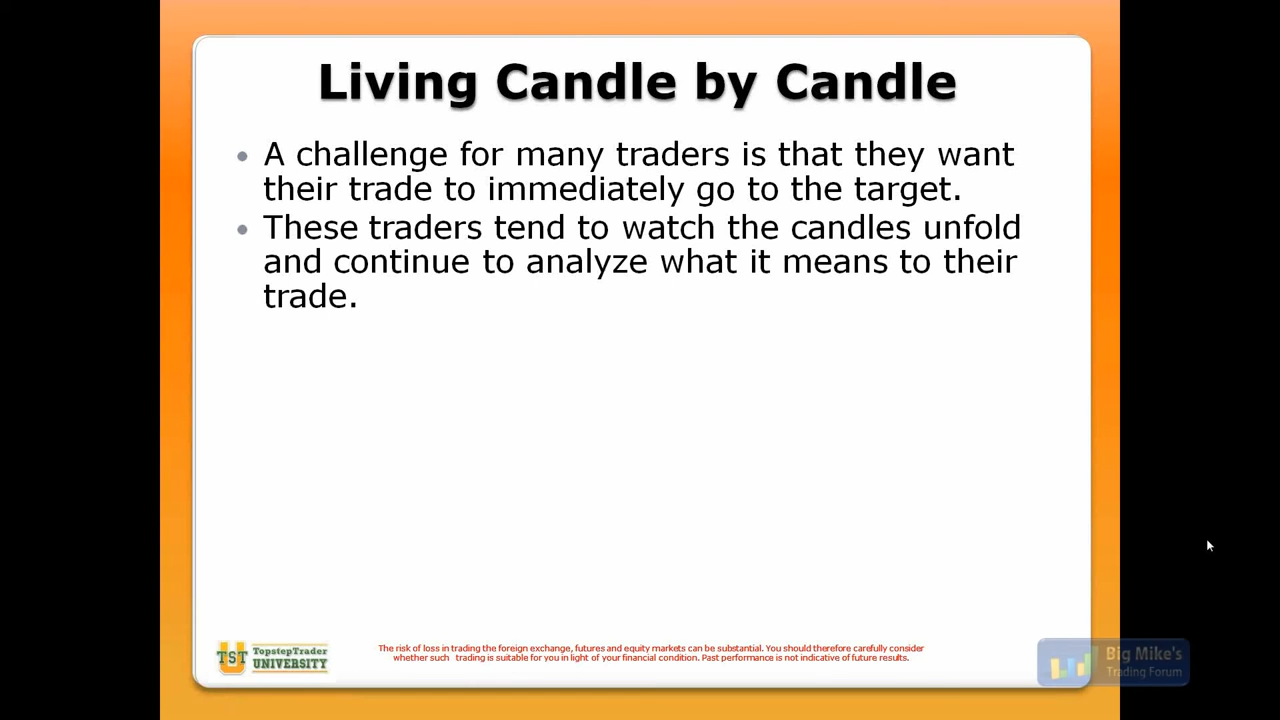 Living Candle by Candle
• A challenge for many traders is that they want
their trade to immediately go to the target.
• These traders tend to watch the candles unfold
and continue to analyze what it means to their
trade.
U
TST
TopstepTrader
UNIVERSITY
The risk of loss in trading the foreign exchange, futures and equity markets can be substantial. You should therefore carefully consider
whether such trading is suitable for you in light of your financial condition. Past performance is not indicative of future results.
Big Mike's
Trading Forum